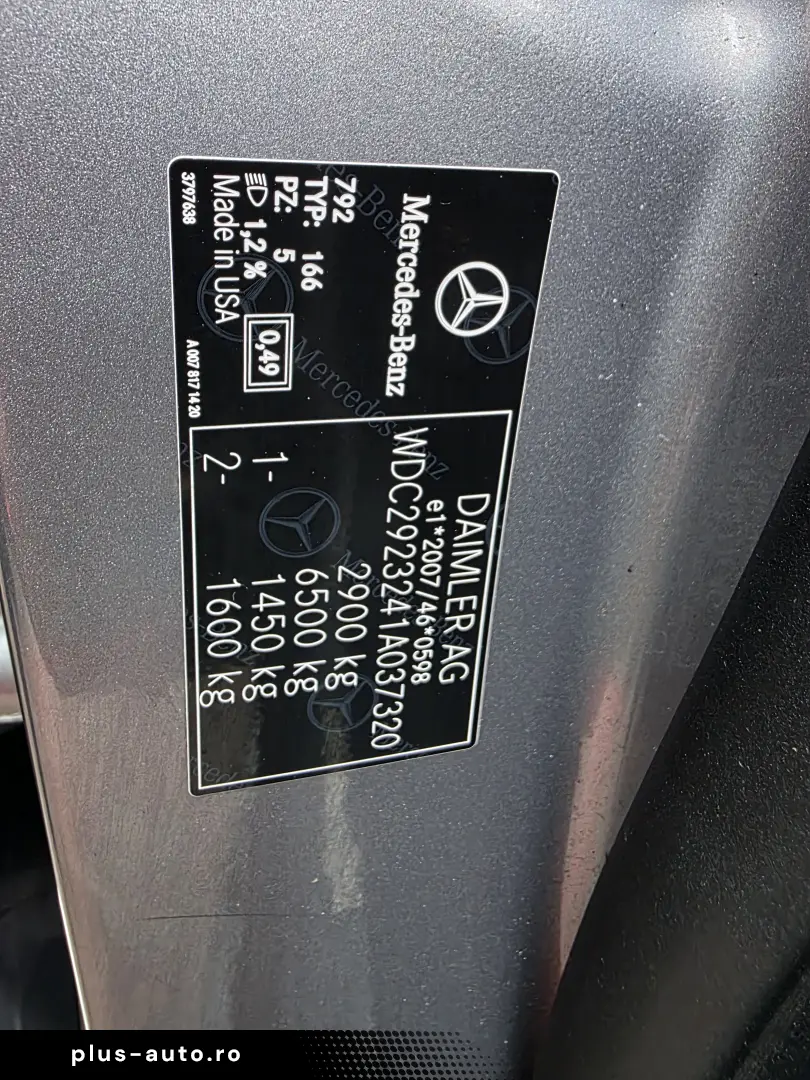 Mercedes-Benz
792
TYP: 166
PZ: 5
1,2 %
0,49
Made in USA
3797638
A 007 817 14 20
DAIMLER AG
e1*2007/46*0598
WDC2923241A037320
2900 kg
6500 kg
1- 1450 kg
2- 1600 kg
plus-auto.ro